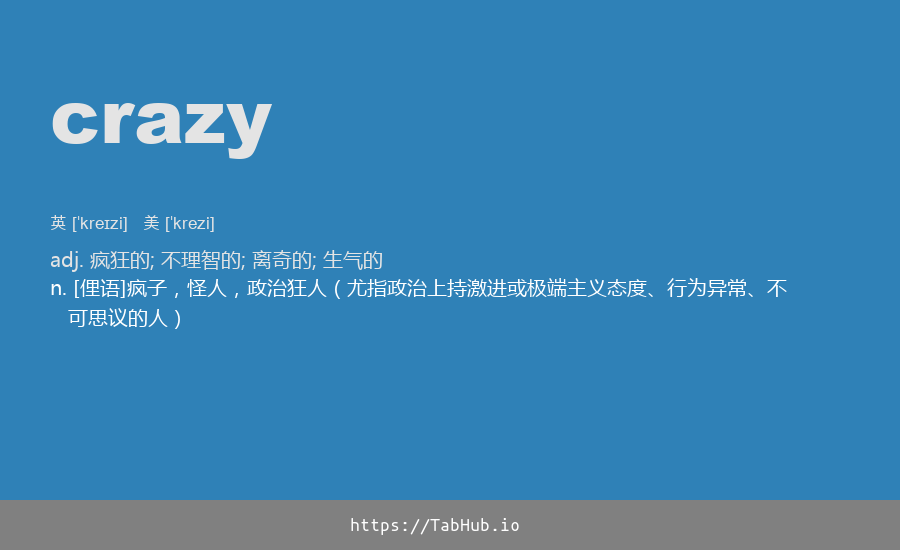 crazy
英 [ˈkreɪzi] 美 [ˈkrezi]
adj. 疯狂的; 不理智的; 离奇的; 生气的
n. [俚语]疯子，怪人，政治狂人（尤指政治上持激进或极端主义态度、行为异常、不
可思议的人）
https://TabHub.io